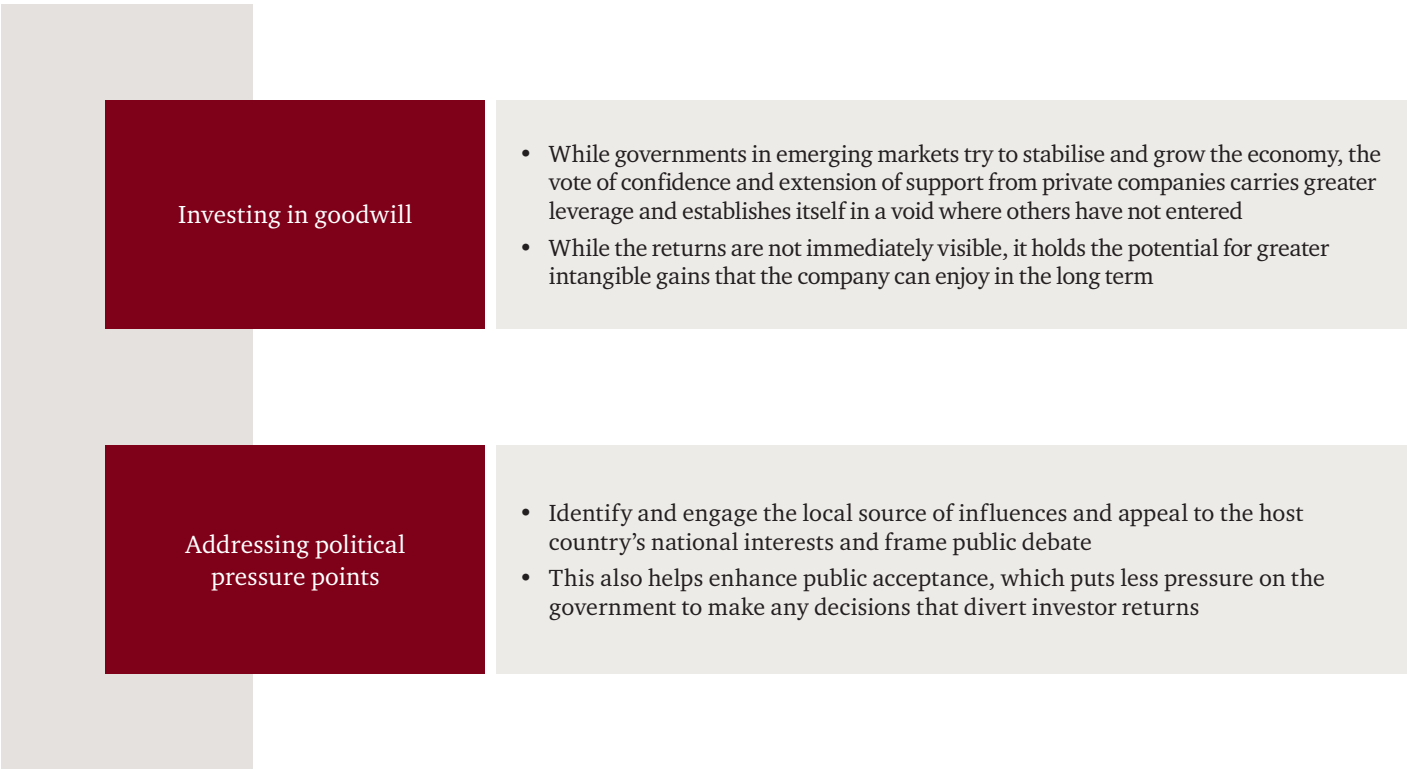 Investing in goodwill
• While governments in emerging markets try to stabilise and grow the economy, the
vote of confidence and extension of support from private companies carries greater
leverage and establishes itself in a void where others have not entered
• While the returns are not immediately visible, it holds the potential for greater
intangible gains that the company can enjoy in the long term
Addressing political
pressure points
• Identify and engage the local source of influences and appeal to the host
country’s national interests and frame public debate
• This also helps enhance public acceptance, which puts less pressure on the
government to make any decisions that divert investor returns